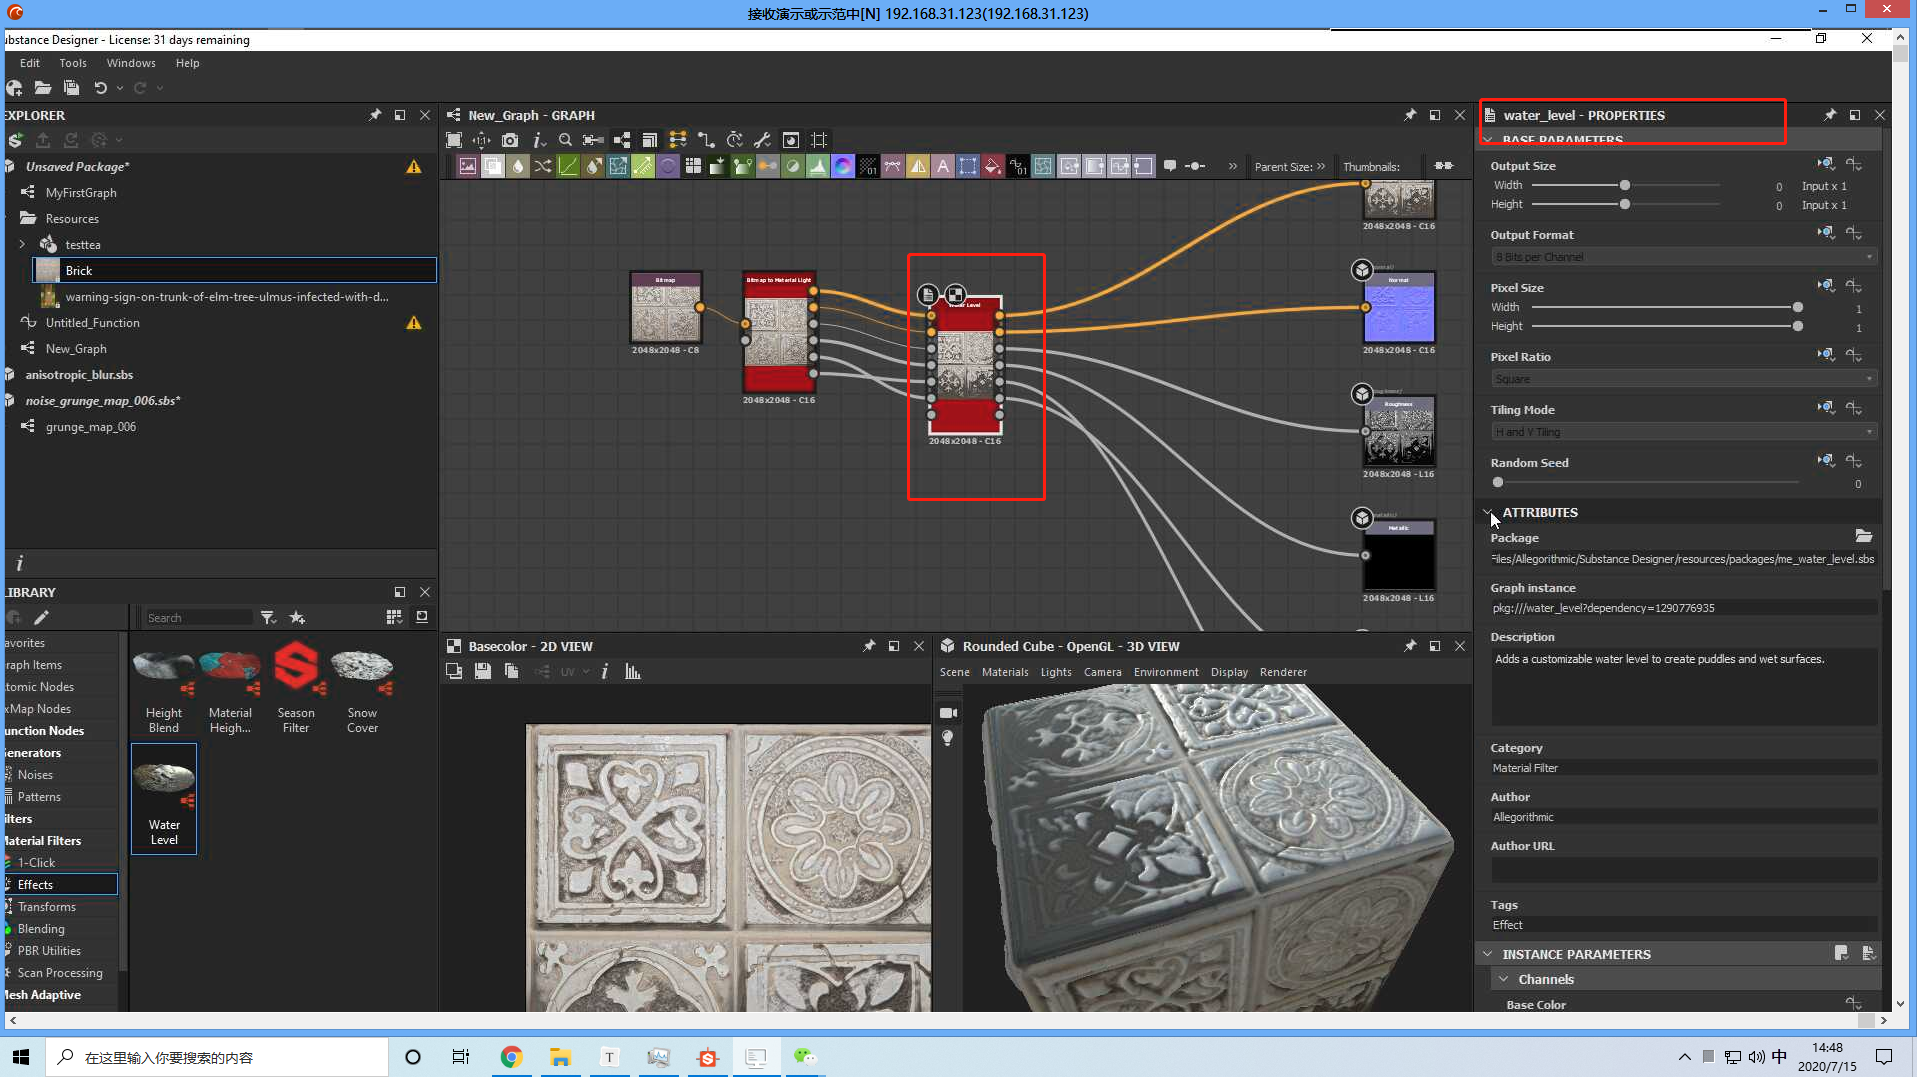 接收演示或示范中[N] 192.168.31.123(192.168.31.123)
ubstance Designer - License: 31 days remaining
Edit Tools Windows Help
EXPLORER
Unsaved Package*
MyFirstGraph
Resources
testtea
Brick
warning-sign-on-trunk-of-elm-tree-ulmus-infected-with-d...
Untitled_Function
New_Graph
anisotropic_blur.sbs
noise_grunge_map_006.sbs*
grunge_map_006
i
LIBRARY
Search
avorites
raph Items
tomic Nodes
xMap Nodes
unction Nodes
Generators
Noises
Patterns
ilters
Material Filters
1-Click
Effects
Transforms
Blending
PBR Utilities
Scan Processing
Mesh Adaptive
Height Blend
Material Heigh...
Season Filter
Snow Cover
Water Level
New_Graph - GRAPH
Parent Size:
Thumbnails:
Bitmap
2048x2048 - C8
Bitmap to Material Light
2048x2048 - C16
Water Level
2048x2048 - C16
2048x2048 - C16
Normal
2048x2048 - C16
Roughness
2048x2048 - L16
Metallic
2048x2048 - L16
Basecolor - 2D VIEW
UV
Rounded Cube - OpenGL - 3D VIEW
Scene Materials Lights Camera Environment Display Renderer
water_level - PROPERTIES
BASE PARAMETERS
Output Size
Width 0 Input x 1
Height 0 Input x 1
Output Format
8 Bits per Channel
Pixel Size
Width 1
Height 1
Pixel Ratio
Square
Tiling Mode
H and V Tiling
Random Seed
0
ATTRIBUTES
Package
Files/Allegorithmic/Substance Designer/resources/packages/me_water_level.sbs
Graph instance
pkg:///water_level?dependency=1290776935
Description
Adds a customizable water level to create puddles and wet surfaces.
Category
Material Filter
Author
Allegorithmic
Author URL
Tags
Effect
INSTANCE PARAMETERS
Channels
Base Color
在这里输入你要搜索的内容
T
中
14:48
2020/7/15